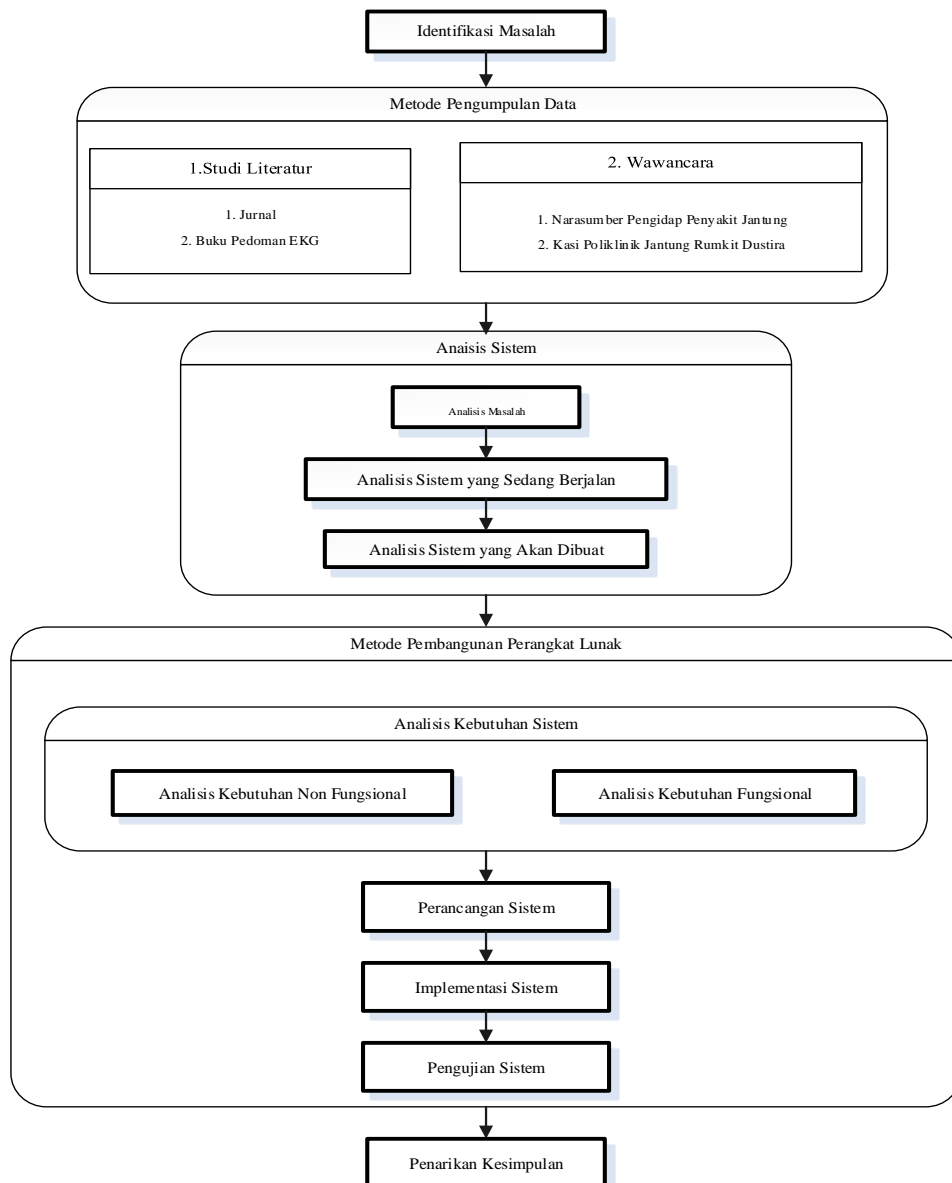 Identifikasi Masalah
Metode Pengumpulan Data
1.Studi Literatur
1. Jurnal
2. Buku Pedoman EKG
2. Wawancara
1. Narasumber Pengidap Penyakit Jantung
2. Kasi Poliklinik Jantung Rumkit Dustira
Anaisis Sistem
Analisis Masalah
Analisis Sistem yang Sedang Berjalan
Analisis Sistem yang Akan Dibuat
Metode Pembangunan Perangkat Lunak
Analisis Kebutuhan Sistem
Analisis Kebutuhan Non Fungsional
Analisis Kebutuhan Fungsional
Perancangan Sistem
Implementasi Sistem
Pengujian Sistem
Penarikan Kesimpulan